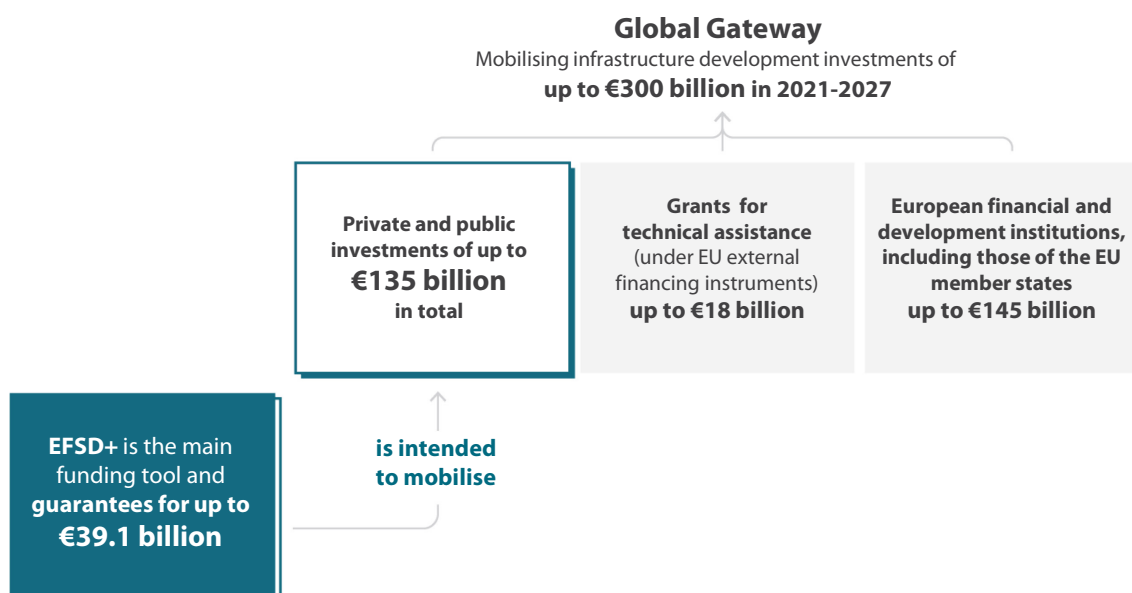 Global Gateway
Mobilising infrastructure development investments of
up to €300 billion in 2021-2027
Private and public
investments of up to
€135 billion
in total
Grants for
technical assistance
(under EU external
financing instruments)
up to €18 billion
European financial and
development institutions,
including those of the EU
member states
up to €145 billion
EFSD+ is the main
funding tool and
guarantees for up to
€39.1 billion
is intended
to mobilise